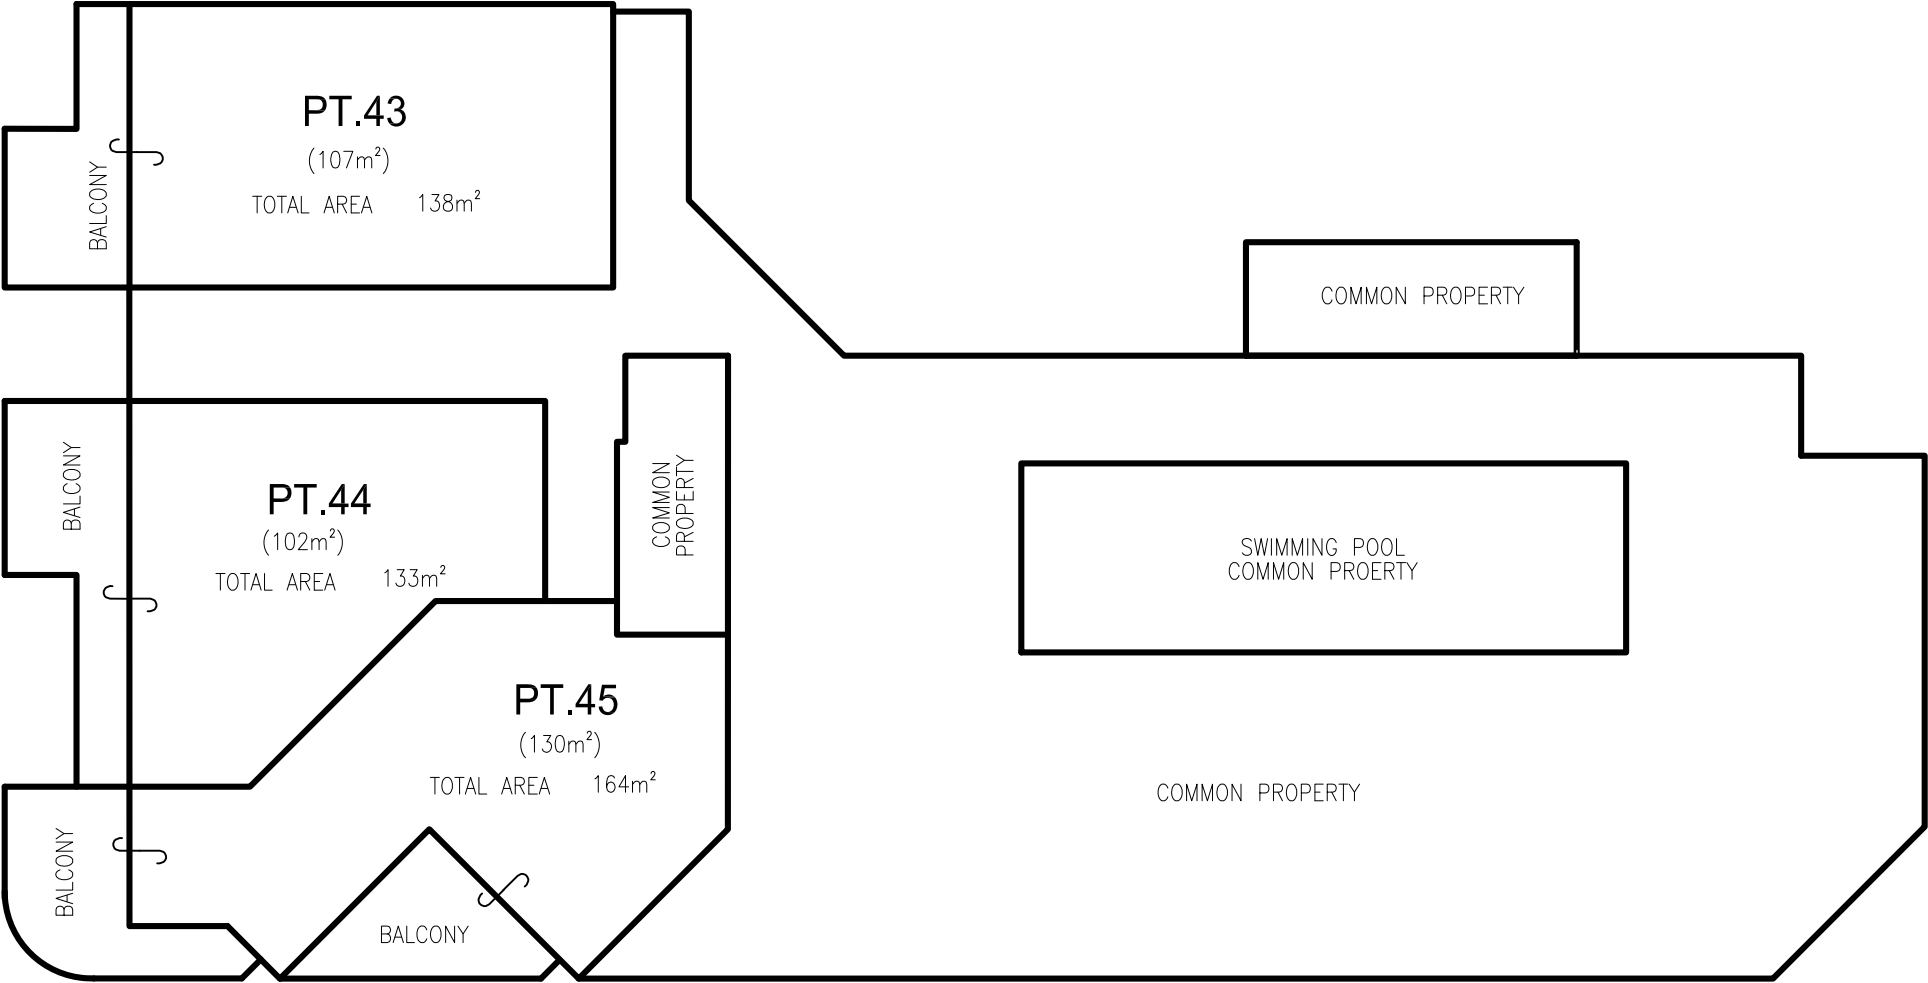 PT.43
(107m²)
TOTAL AREA 138m²
BALCONY
COMMON PROPERTY
BALCONY
PT.44
(102m²)
TOTAL AREA 133m²
COMMON
PROPERTY
SWIMMING POOL
COMMON PROERTY
PT.45
(130m²)
TOTAL AREA 164m²
COMMON PROPERTY
BALCONY
BALCONY